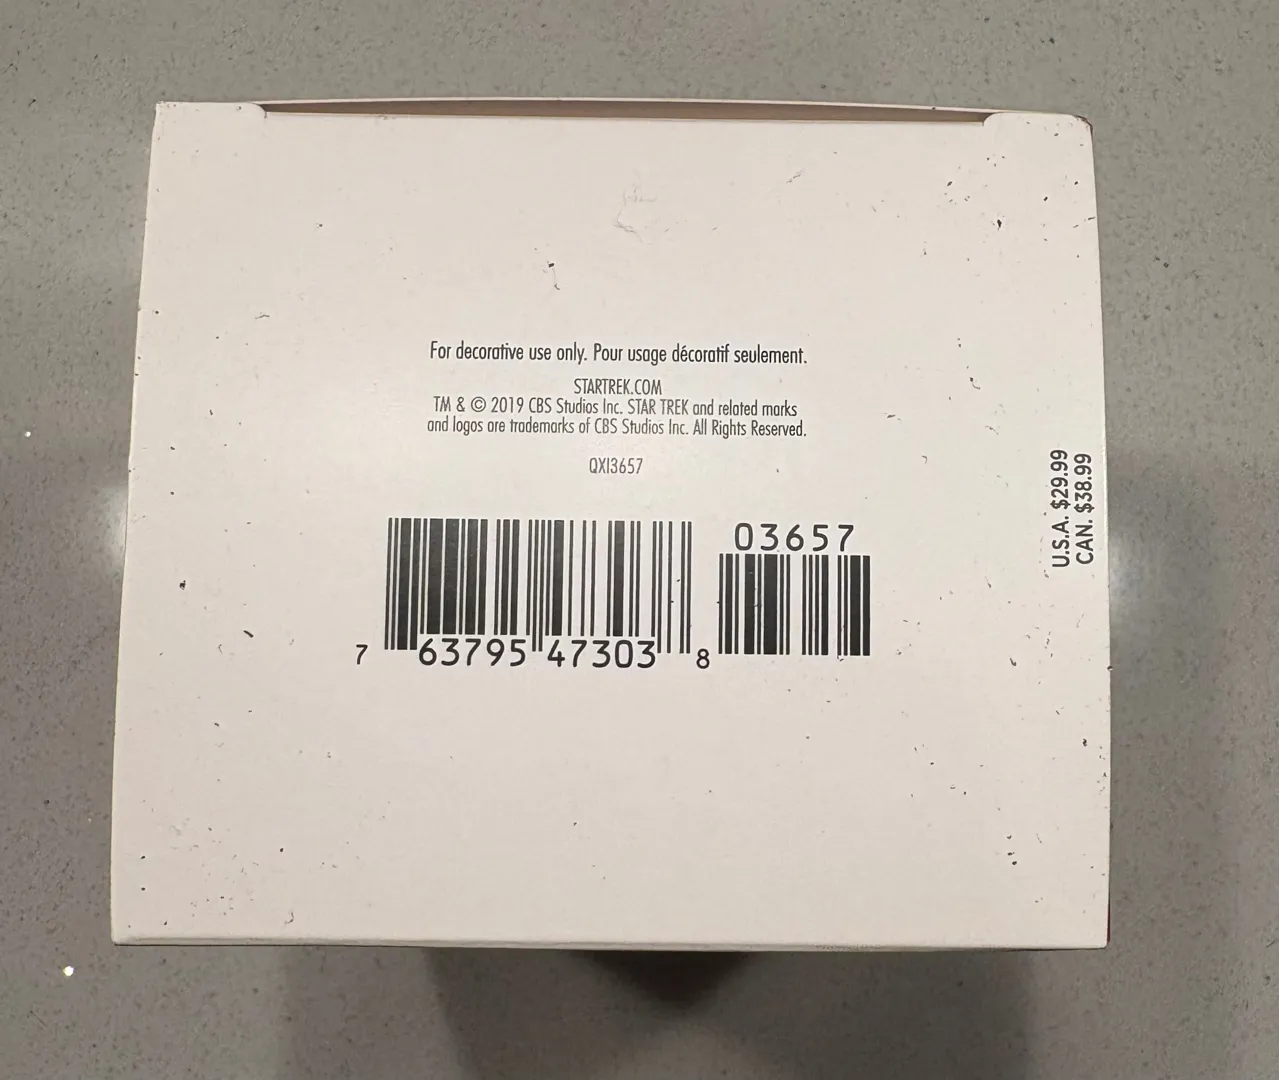 For decorative use only. Pour usage décoratif seulement.
STARTREK.COM
TM & © 2019 CBS Studios Inc. STAR TREK and related marks
and logos are trademarks of CBS Studios Inc. All Rights Reserved.
QXI3657
03657
7 63795 47303 8
U.S.A. $29.99
CAN. $38.99